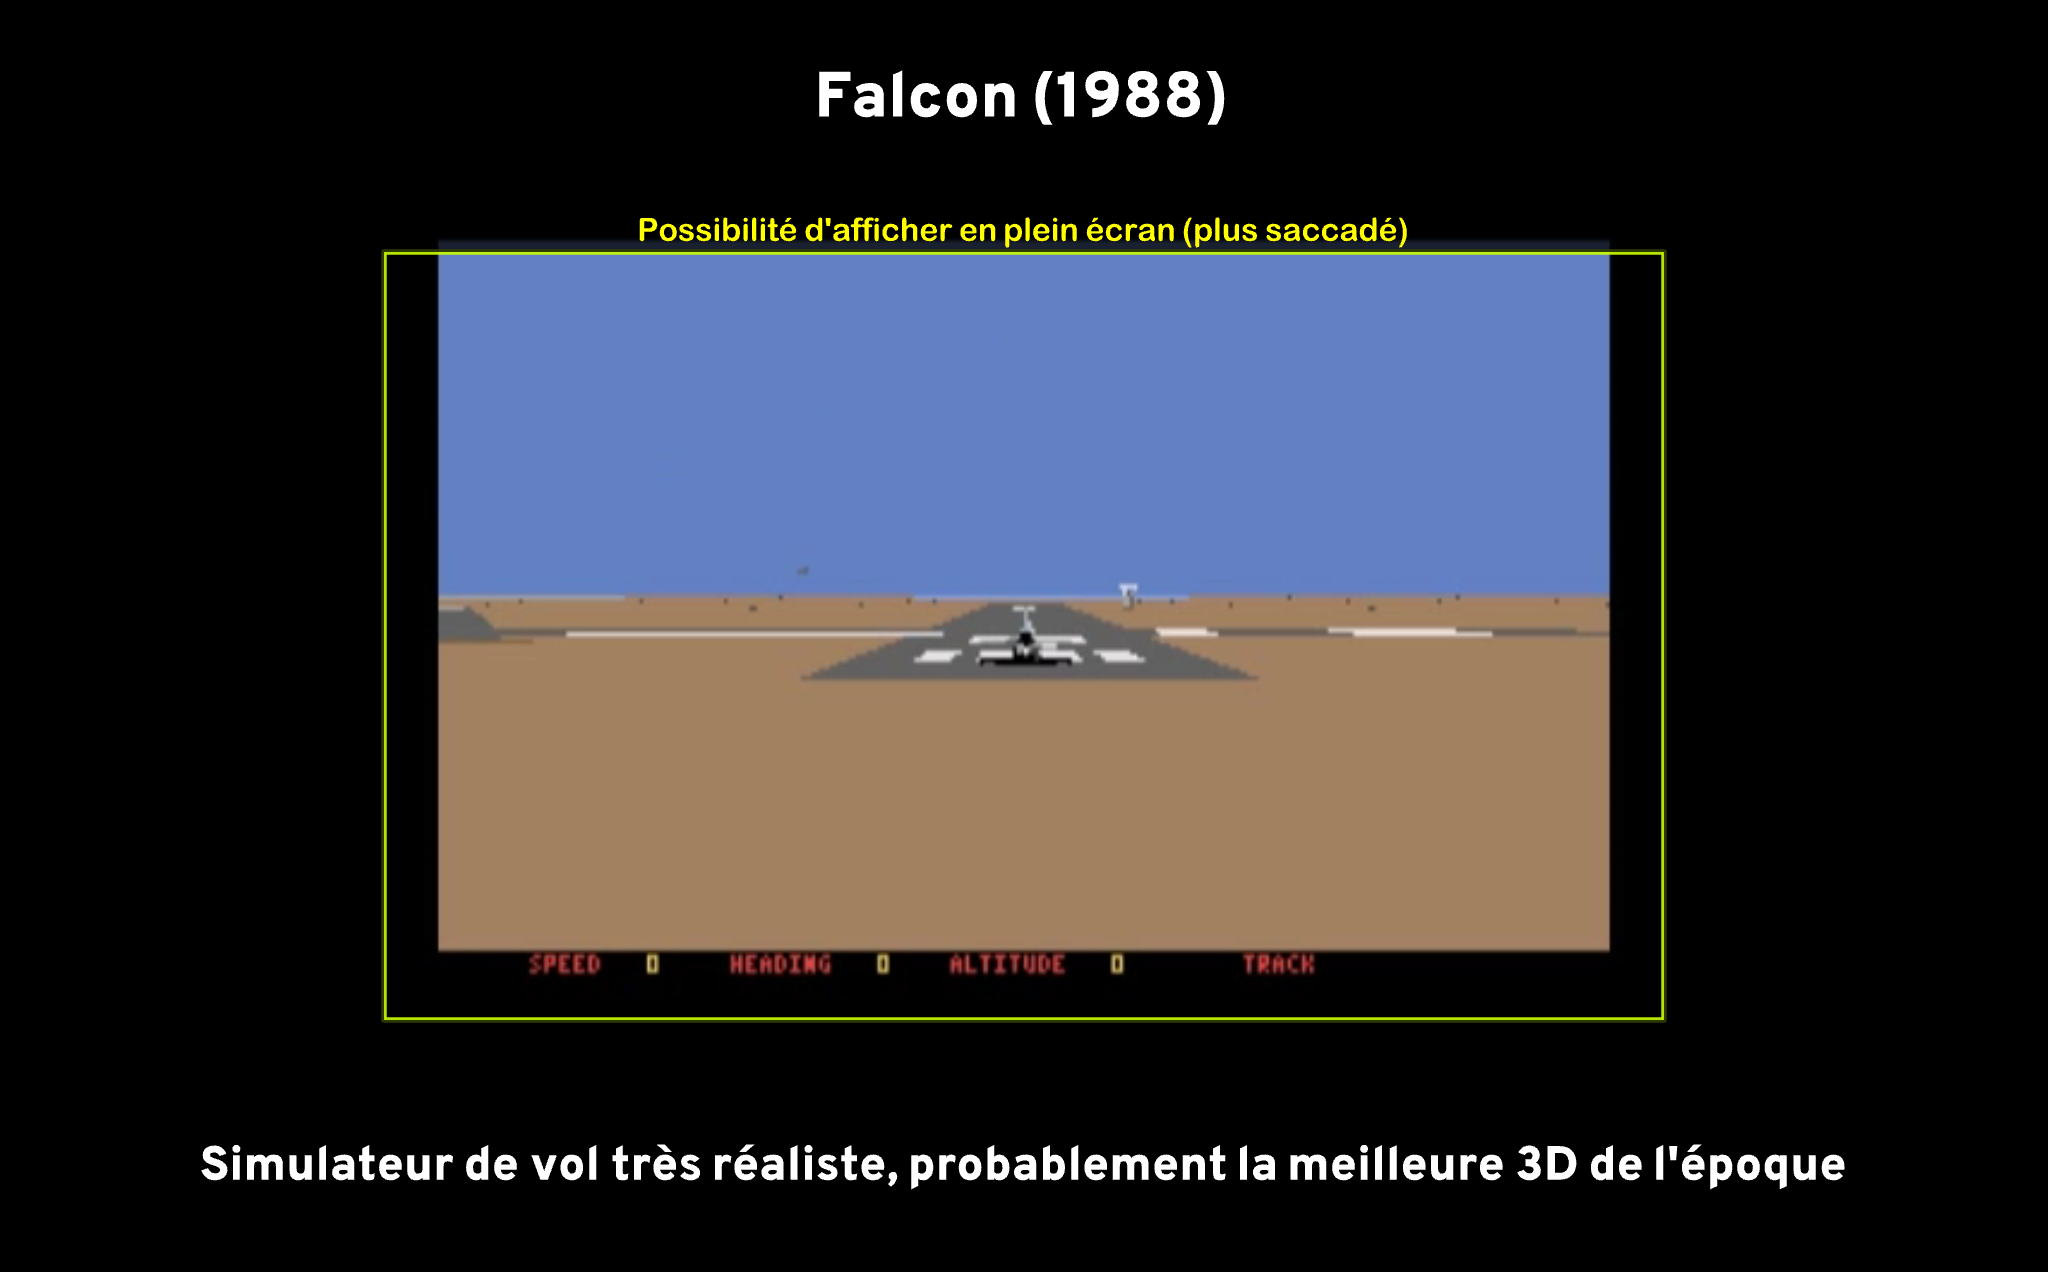 Falcon (1988)
Possibilité d'afficher en plein écran (plus saccadé)
SPEED 0 HEADING 0 ALTITUDE 0 TRACK
Simulateur de vol très réaliste, probablement la meilleure 3D de l'époque